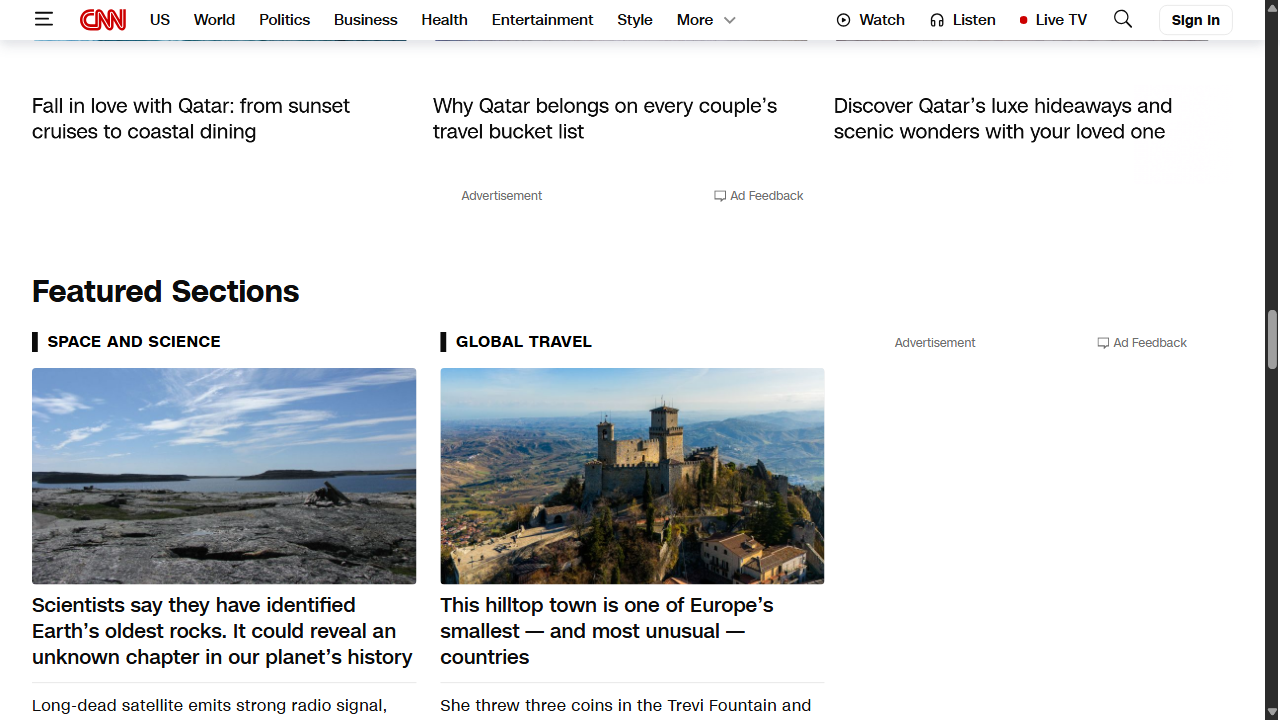 CNN US World Politics Business Health Entertainment Style More Watch Listen Live TV Sign In
Fall in love with Qatar: from sunset
cruises to coastal dining
Why Qatar belongs on every couple’s
travel bucket list
Discover Qatar’s luxe hideaways and
scenic wonders with your loved one
Advertisement Ad Feedback
Featured Sections
SPACE AND SCIENCE
Scientists say they have identified
Earth’s oldest rocks. It could reveal an
unknown chapter in our planet’s history
Long-dead satellite emits strong radio signal,
GLOBAL TRAVEL
This hilltop town is one of Europe’s
smallest — and most unusual —
countries
She threw three coins in the Trevi Fountain and
Advertisement Ad Feedback